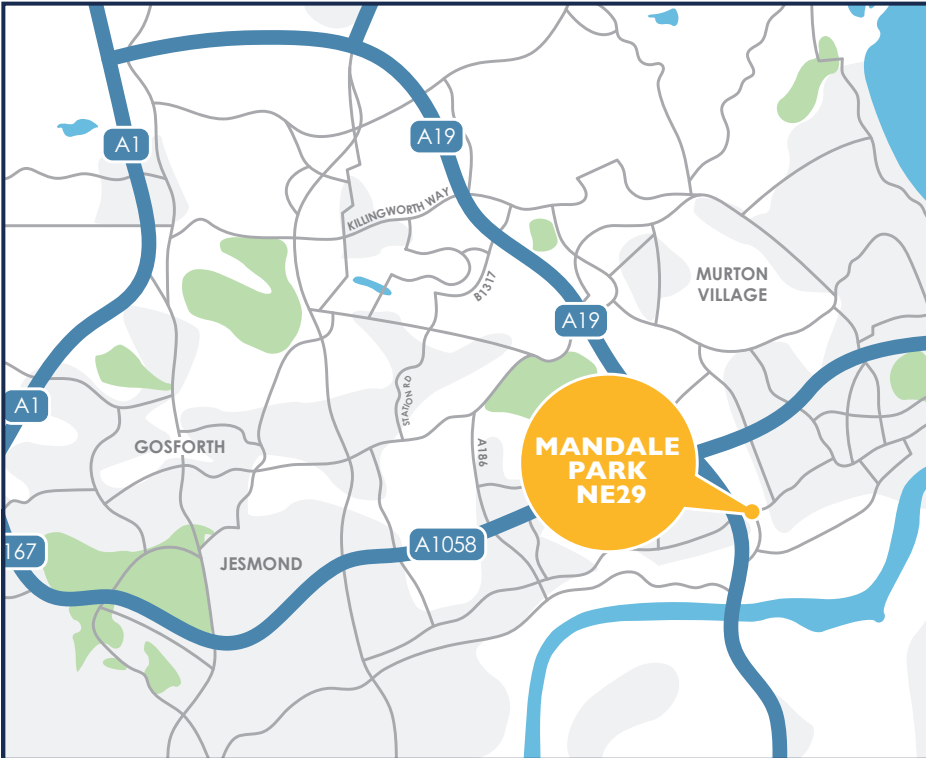 A1
A19
KILLINGWORTH WAY
B1317
MURTON
VILLAGE
A19
A1
STATION RD
GOSFORTH
A186
MANDALE
PARK
NE29
167
JESMOND
A1058